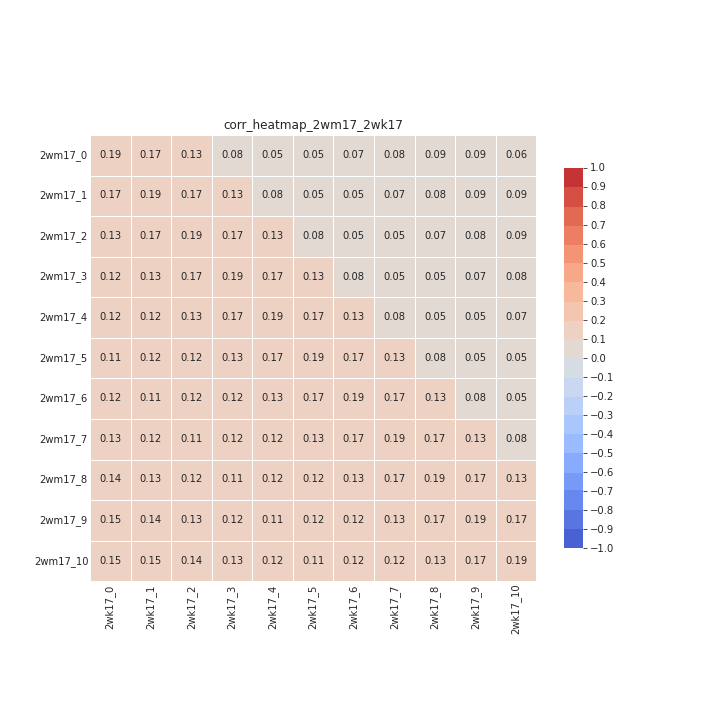 corr_heatmap_2wm17_2wk17
2wm17_0 0.19 0.17 0.13 0.08 0.05 0.05 0.07 0.08 0.09 0.09 0.06
2wm17_1 0.17 0.19 0.17 0.13 0.08 0.05 0.05 0.07 0.08 0.09 0.09
2wm17_2 0.13 0.17 0.19 0.17 0.13 0.08 0.05 0.05 0.07 0.08 0.09
2wm17_3 0.12 0.13 0.17 0.19 0.17 0.13 0.08 0.05 0.05 0.07 0.08
2wm17_4 0.12 0.12 0.13 0.17 0.19 0.17 0.13 0.08 0.05 0.05 0.07
2wm17_5 0.11 0.12 0.12 0.13 0.17 0.19 0.17 0.13 0.08 0.05 0.05
2wm17_6 0.12 0.11 0.12 0.12 0.13 0.17 0.19 0.17 0.13 0.08 0.05
2wm17_7 0.13 0.12 0.11 0.12 0.12 0.13 0.17 0.19 0.17 0.13 0.08
2wm17_8 0.14 0.13 0.12 0.11 0.12 0.12 0.13 0.17 0.19 0.17 0.13
2wm17_9 0.15 0.14 0.13 0.12 0.11 0.12 0.12 0.13 0.17 0.19 0.17
2wm17_10 0.15 0.15 0.14 0.13 0.12 0.11 0.12 0.12 0.13 0.17 0.19
2wk17_0 2wk17_1 2wk17_2 2wk17_3 2wk17_4 2wk17_5 2wk17_6 2wk17_7 2wk17_8 2wk17_9 2wk17_10
1.0
0.9
0.8
0.7
0.6
0.5
0.4
0.3
0.2
0.1
0.0
−0.1
−0.2
−0.3
−0.4
−0.5
−0.6
−0.7
−0.8
−0.9
−1.0